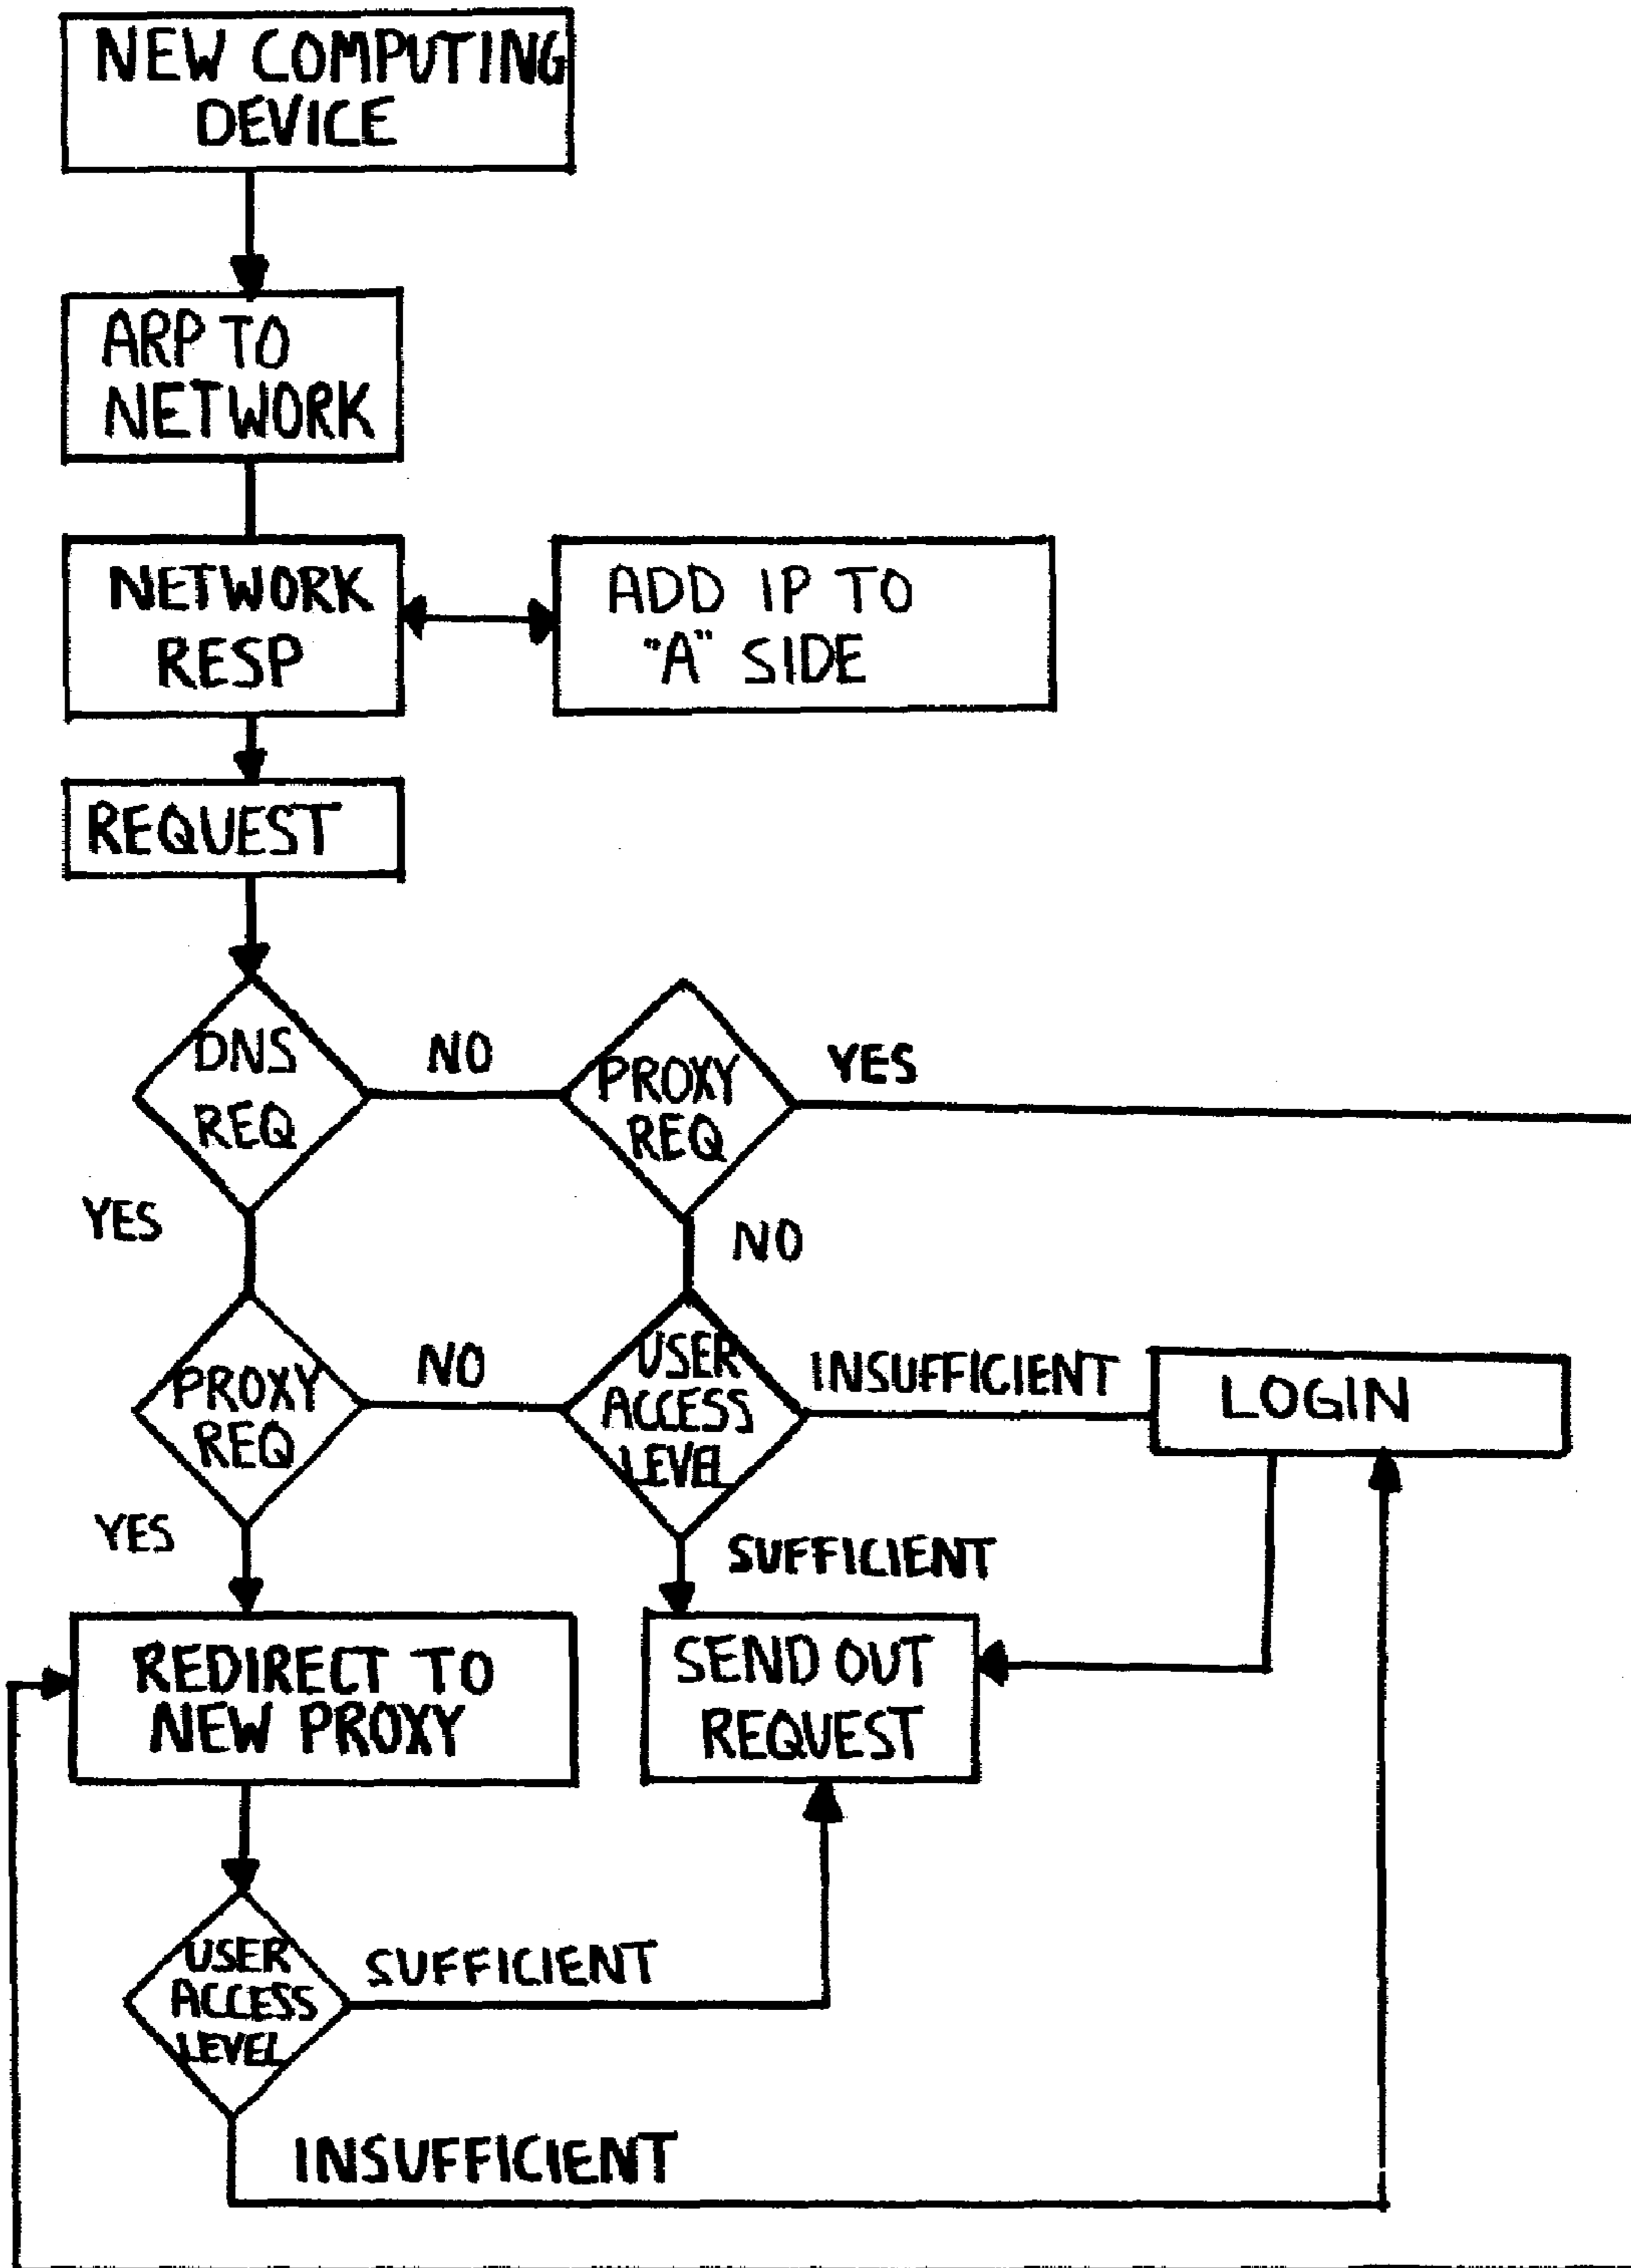 NEW COMPUTING
DEVICE
ARP TO
NETWORK
NETWORK
RESP
ADD IP TO
"A" SIDE
REQUEST
DNS
REQ
NO
PROXY
REQ
YES
YES
NO
PROXY
REQ
NO
USER
ACCESS
LEVEL
INSUFFICIENT
LOGIN
YES
SUFFICIENT
REDIRECT TO
NEW PROXY
SEND OUT
REQUEST
USER
ACCESS
LEVEL
SUFFICIENT
INSUFFICIENT